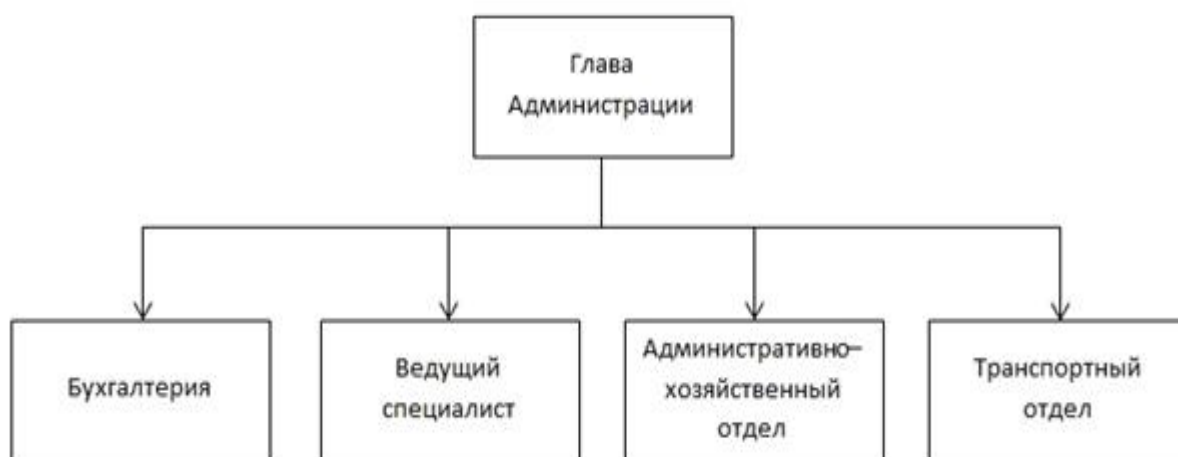 Глава
Администрации
Бухгалтерия
Ведущий
специалист
Административно–
хозяйственный
отдел
Транспортный
отдел